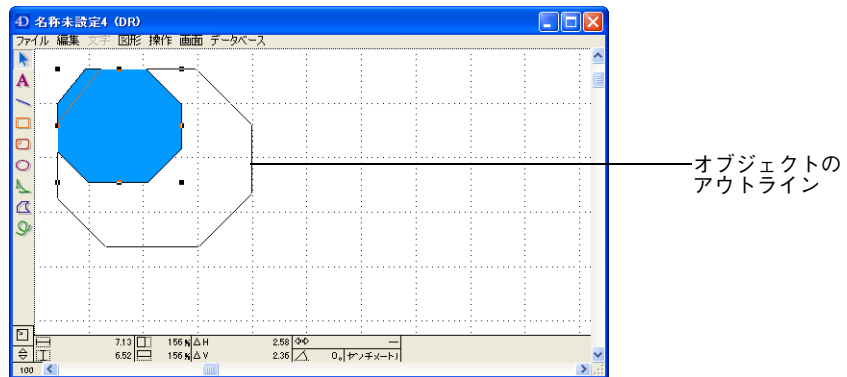 4D 名称未設定4 (DR)
ファイル 編集 文字 図形 操作 画面 データベース
A
オブジェクトの
アウトライン
7.13 156 % Δ H 2.58
6.52 156 % Δ V 2.36 0。 センチメートル
100